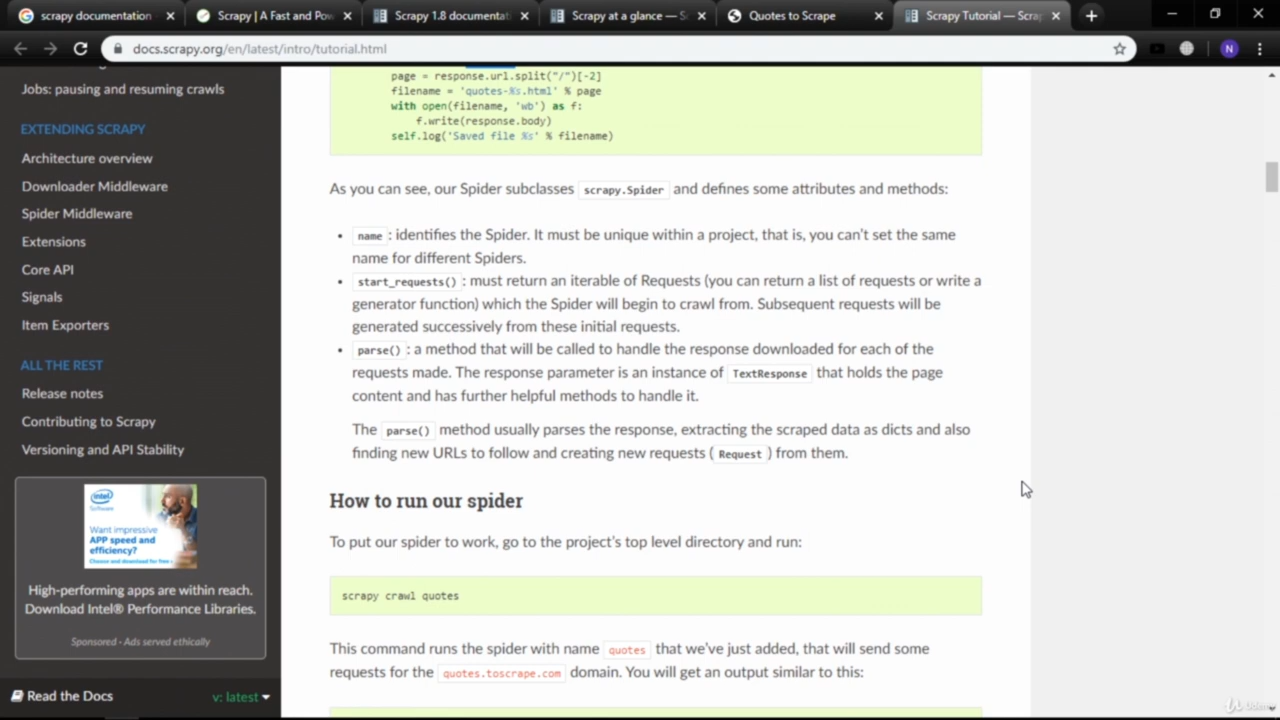 scrapy documentation
Scrapy | A Fast and Pow
Scrapy 1.8 documentat
Scrapy at a glance — S
Quotes to Scrape
Scrapy Tutorial — Scra
docs.scrapy.org/en/latest/intro/tutorial.html
N
Jobs: pausing and resuming crawls
EXTENDING SCRAPY
Architecture overview
Downloader Middleware
Spider Middleware
Extensions
Core API
Signals
Item Exporters
ALL THE REST
Release notes
Contributing to Scrapy
Versioning and API Stability
intel
Software
Want impressive
APP speed and
efficiency?
High-performing apps are within reach.
Download Intel® Performance Libraries.
Sponsored · Ads served ethically
Read the Docs
v: latest
page = response.url.split("/")[-2]
filename = 'quotes-%s.html' % page
with open(filename, 'wb') as f:
f.write(response.body)
self.log('Saved file %s' % filename)
As you can see, our Spider subclasses scrapy.Spider and defines some attributes and methods:
• name : identifies the Spider. It must be unique within a project, that is, you can't set the same
name for different Spiders.
• start_requests() : must return an iterable of Requests (you can return a list of requests or write a
generator function) which the Spider will begin to crawl from. Subsequent requests will be
generated successively from these initial requests.
• parse() : a method that will be called to handle the response downloaded for each of the
requests made. The response parameter is an instance of TextResponse that holds the page
content and has further helpful methods to handle it.
The parse() method usually parses the response, extracting the scraped data as dicts and also
finding new URLs to follow and creating new requests ( Request ) from them.
How to run our spider
To put our spider to work, go to the project's top level directory and run:
scrapy crawl quotes
This command runs the spider with name quotes that we've just added, that will send some
requests for the quotes.toscrape.com domain. You will get an output similar to this:
Udemy